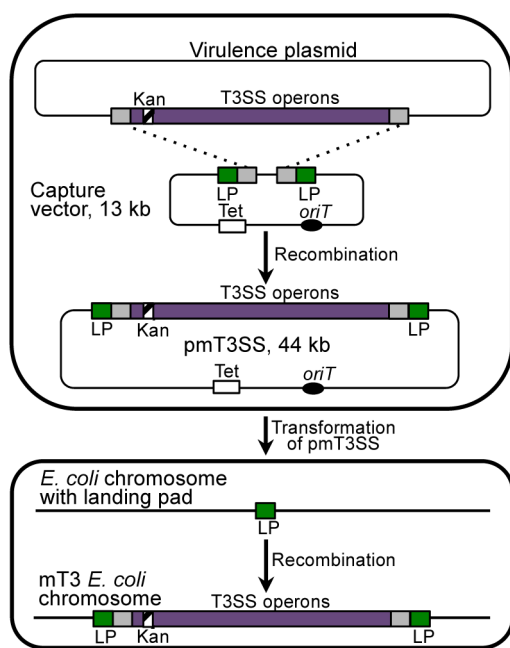 Virulence plasmid
Kan
T3SS operons
LP
LP
Capture
vector, 13 kb
Tet
oriT
Recombination
T3SS operons
LP
Kan
LP
pmT3SS, 44 kb
Tet
oriT
Transformation
of pmT3SS
E. coli chromosome
with landing pad
LP
Recombination
mT3 E. coli
chromosome
T3SS operons
LP
Kan
LP